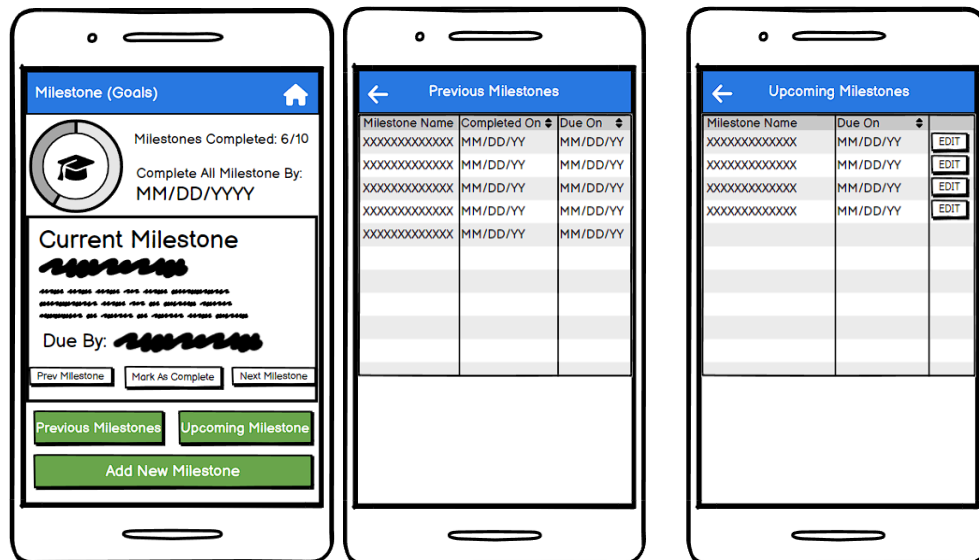 Milestone (Goals)
Milestones Completed: 6/10
Complete All Milestone By:
MM/DD/YYYY
Current Milestone
Due By:
Prev Milestone Mark As Complete Next Milestone
Previous Milestones Upcoming Milestone
Add New Milestone
Previous Milestones
Milestone Name Completed On Due On
XXXXXXXXXXXXX MM/DD/YY MM/DD/YY
XXXXXXXXXXXXX MM/DD/YY MM/DD/YY
XXXXXXXXXXXXX MM/DD/YY MM/DD/YY
XXXXXXXXXXXXX MM/DD/YY MM/DD/YY
XXXXXXXXXXXXX MM/DD/YY MM/DD/YY
Upcoming Milestones
Milestone Name Due On
XXXXXXXXXXXXX MM/DD/YY EDIT
XXXXXXXXXXXXX MM/DD/YY EDIT
XXXXXXXXXXXXX MM/DD/YY EDIT
XXXXXXXXXXXXX MM/DD/YY EDIT